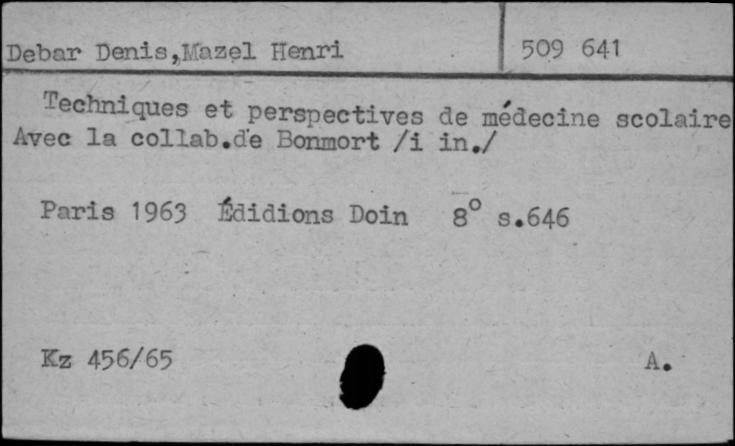 Debar Denis,Mazel Henri 509 641
Techniques et perspectives de médecine scolaire
Avec la collab.de Bonmort /i in./
Paris 1963 Édidions Doin 8° s.646
Kz 456/65 A.